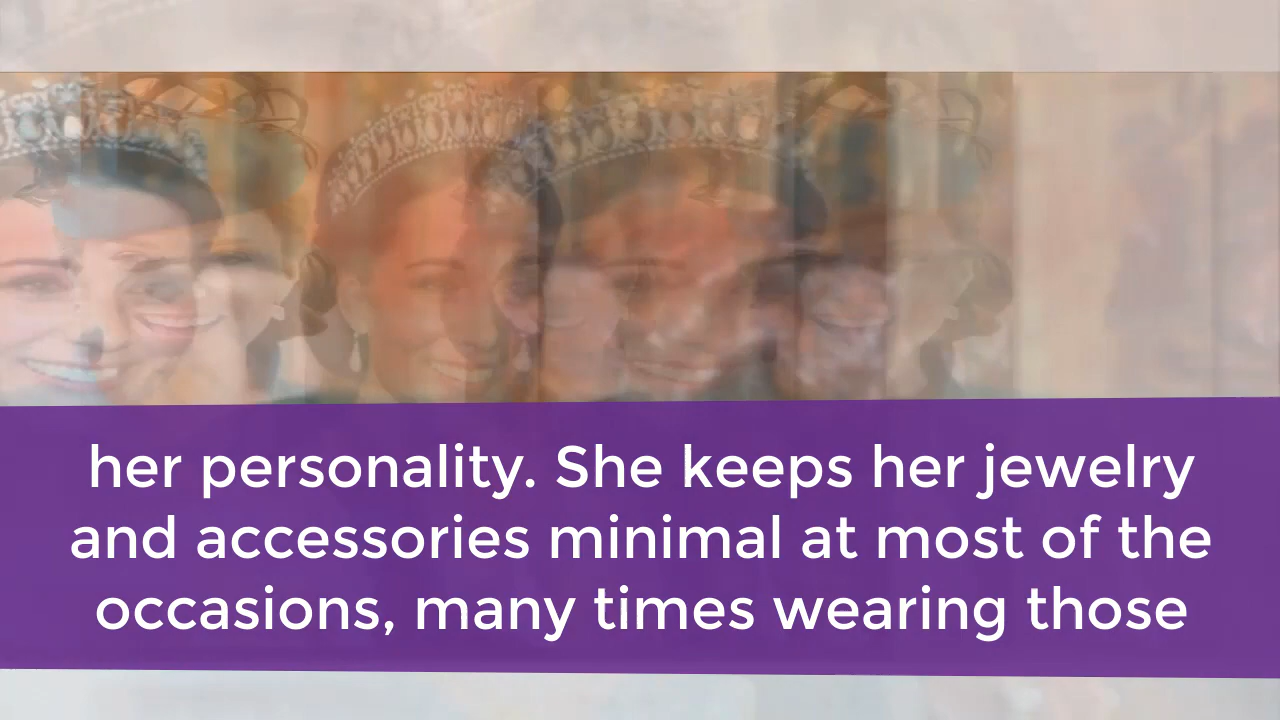 her personality. She keeps her jewelry
and accessories minimal at most of the
occasions, many times wearing those